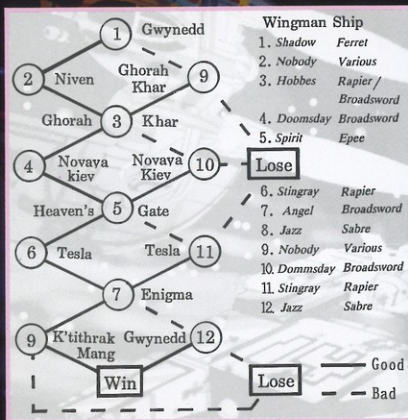 1 Gwynedd
2 Niven
Ghorah
Khar 9
Ghorah 3 Khar
4 Novaya
kiev
Novaya
Kiev 10
Lose
Heaven's 5 Gate
6 Tesla
Tesla 11
7 Enigma
9 K'tithrak
Mang
Gwynedd 12
Win
Lose
Wingman Ship
1. Shadow Ferret
2. Nobody Various
3. Hobbes Rapier/
Broadsword
4. Doomsday Broadsword
5. Spirit Epee
6. Stingray Rapier
7. Angel Broadsword
8. Jazz Sabre
9. Nobody Various
10. Dommsday Broadsword
11. Stingray Rapier
12. Jazz Sabre
Good
Bad